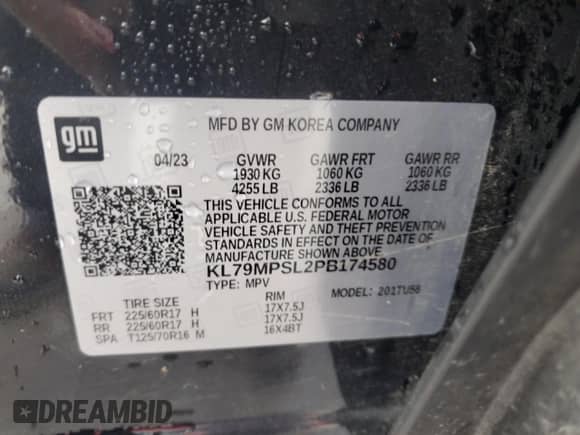 gm
MFD BY GM KOREA COMPANY
04/23 GVWR GAWR FRT GAWR RR
1930 KG 1060 KG 1060 KG
4255 LB 2336 LB 2336 LB
THIS VEHICLE CONFORMS TO ALL
APPLICABLE U.S. FEDERAL MOTOR
VEHICLE SAFETY AND THEFT PREVENTION
STANDARDS IN EFFECT ON THE DATE OF
MANUFACTURE SHOWN ABOVE.
KL79MPSL2PB174580
TYPE: MPV MODEL: 201TU58
TIRE SIZE RIM
FRT 225/60R17 H 17X7.5J
RR 225/60R17 H 17X7.5J
SPA T125/70R16 M 16X4BT
DREAMBID